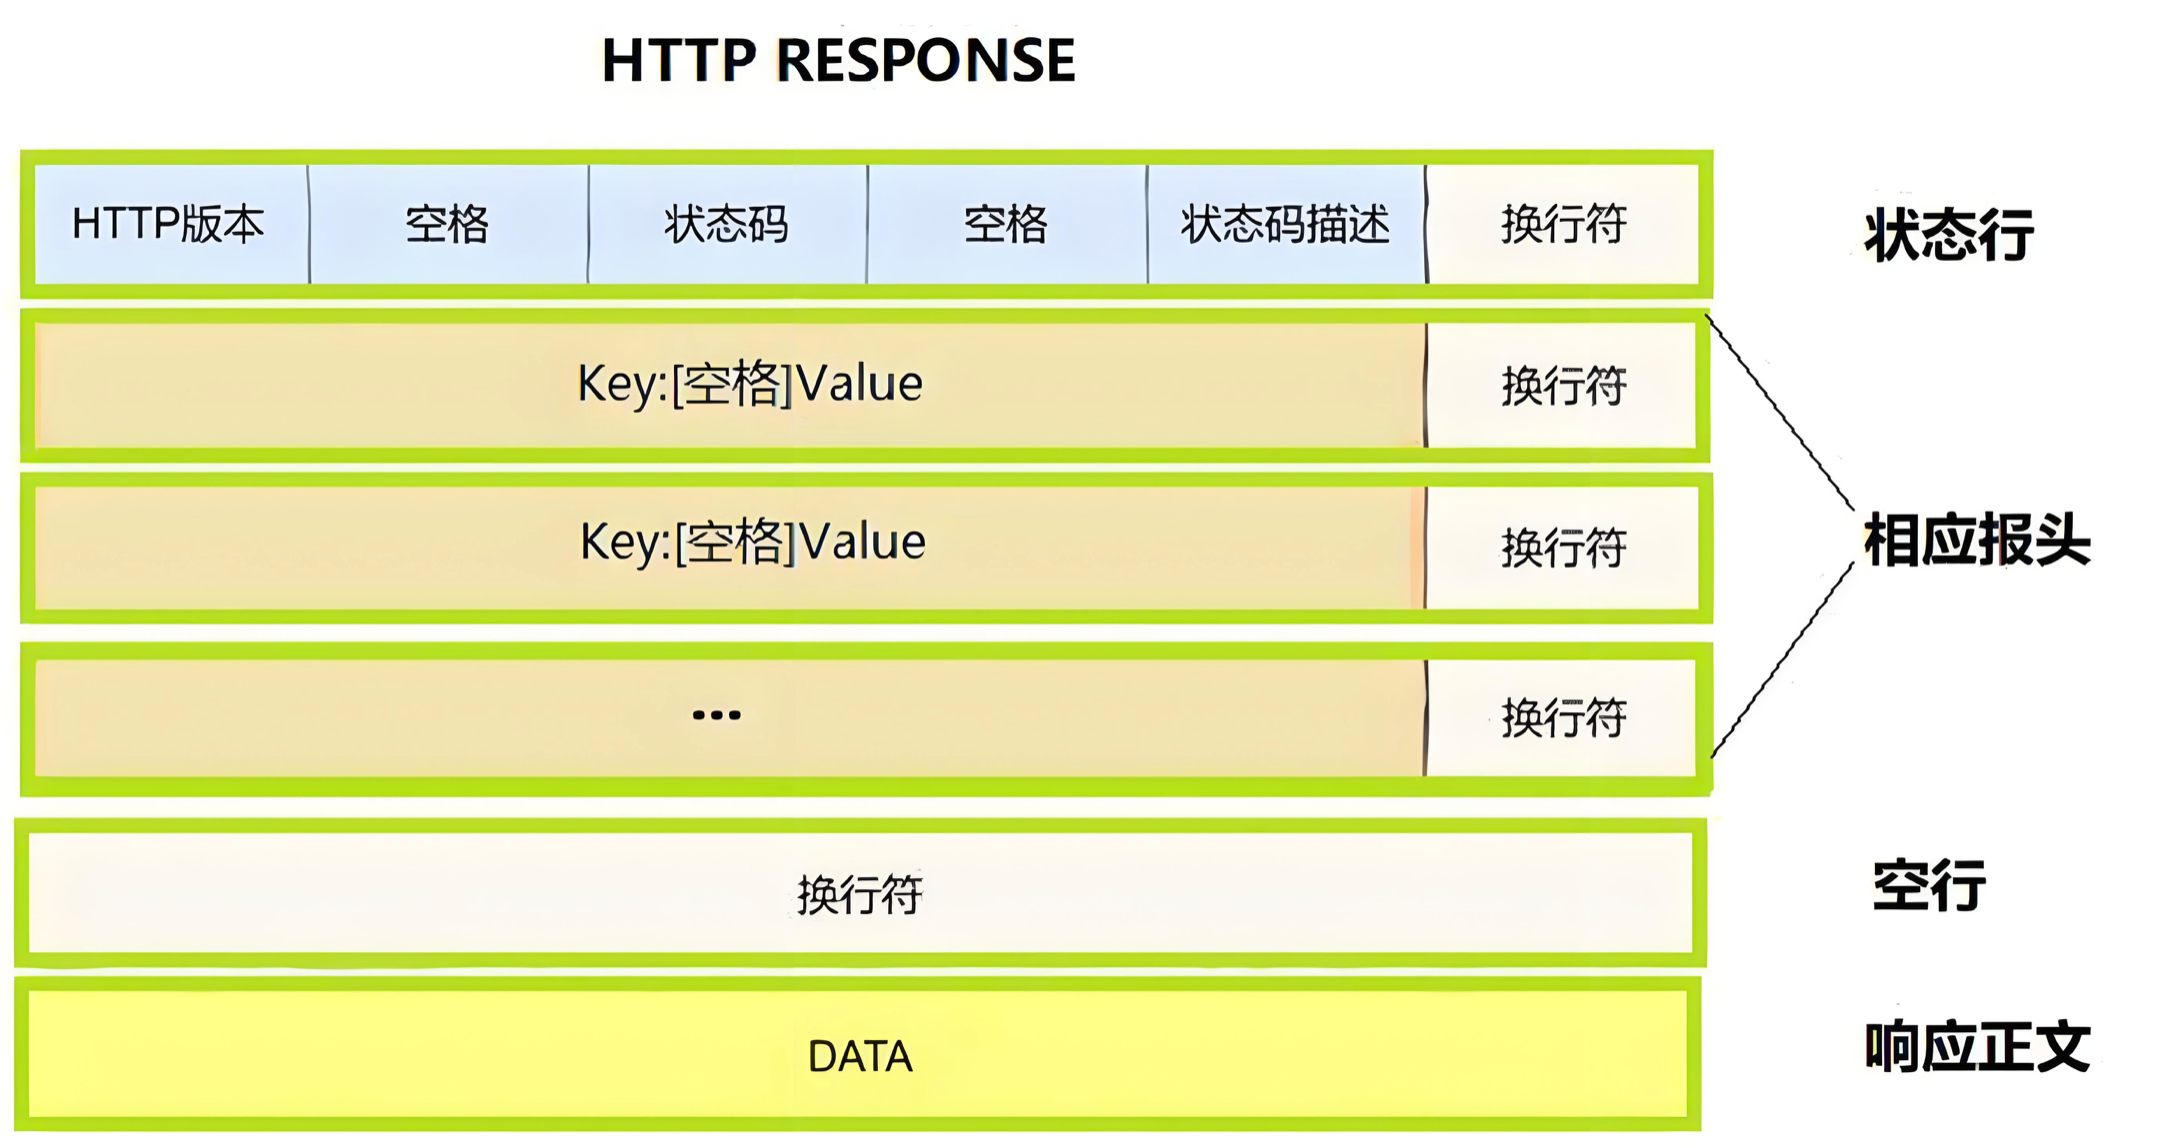 HTTP RESPONSE
HTTP版本 空格 状态码 空格 状态码描述 换行符 状态行
Key:[空格]Value 换行符
Key:[空格]Value 换行符 相应报头
... 换行符
换行符 空行
DATA 响应正文